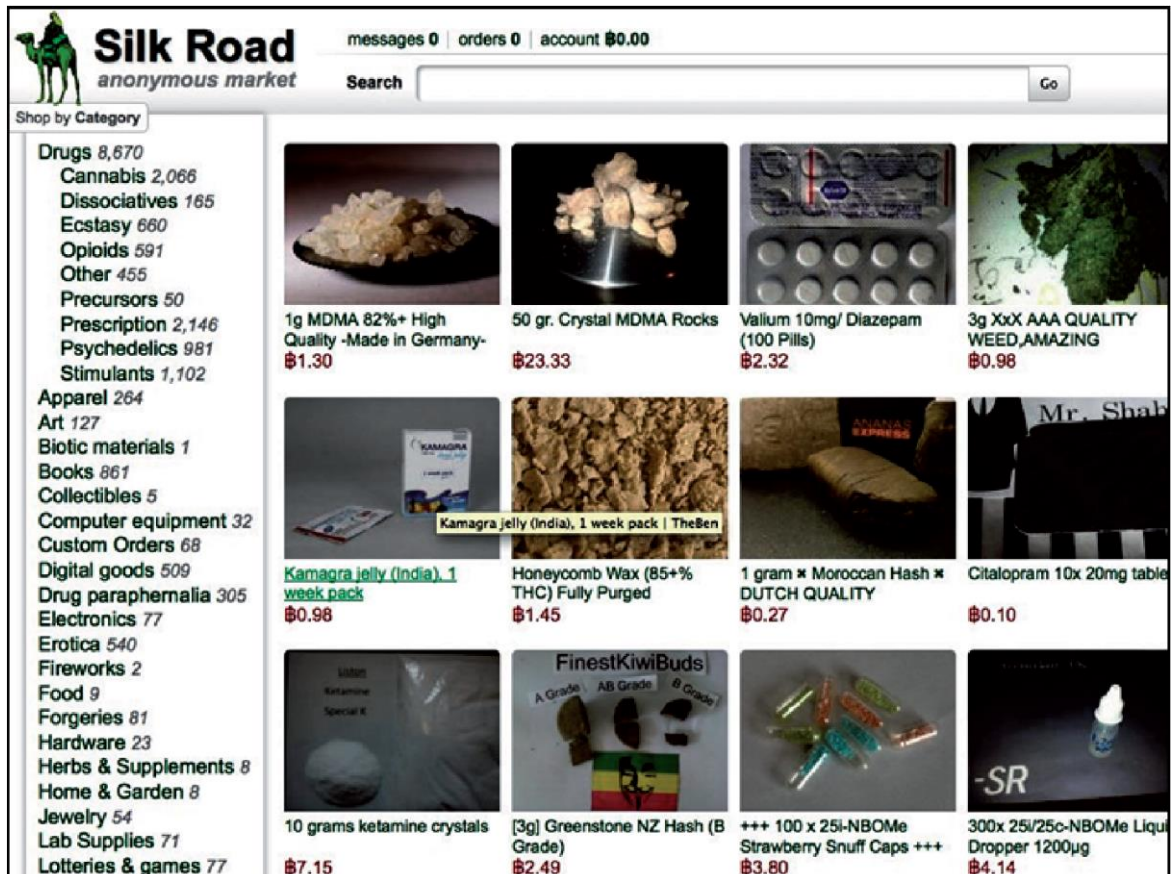 Silk Road
anonymous market
messages 0 | orders 0 | account ฿0.00
Search
Go
Shop by Category
Drugs 8,670
Cannabis 2,066
Dissociatives 165
Ecstasy 660
Opioids 591
Other 455
Precursors 50
Prescription 2,146
Psychedelics 981
Stimulants 1,102
Apparel 264
Art 127
Biotic materials 1
Books 861
Collectibles 5
Computer equipment 32
Custom Orders 68
Digital goods 509
Drug paraphernalia 305
Electronics 77
Erotica 540
Fireworks 2
Food 9
Forgeries 81
Hardware 23
Herbs & Supplements 8
Home & Garden 8
Jewelry 54
Lab Supplies 71
Lotteries & games 77
1g MDMA 82%+ High
Quality -Made in Germany-
฿1.30
50 gr. Crystal MDMA Rocks
฿23.33
Valium 10mg/ Diazepam
(100 Pills)
฿2.32
3g XxX AAA QUALITY
WEED,AMAZING
฿0.98
KAMAGRA
Kamagra jelly (India), 1 week pack | TheBen
Kamagra jelly (India), 1
week pack
฿0.98
Honeycomb Wax (85+%
THC) Fully Purged
฿1.45
ANANAS
EXPRESS
1 gram × Moroccan Hash ×
DUTCH QUALITY
฿0.27
Mr. Shab
Citalopram 10x 20mg table
฿0.10
Ketamine
Special K
10 grams ketamine crystals
฿7.15
FinestKiwiBuds
A Grade
AB Grade
B Grade
[3g] Greenstone NZ Hash (B
Grade)
฿2.49
+++ 100 x 25i-NBOMe
Strawberry Snuff Caps +++
฿3.80
-SR
300x 25i/25c-NBOMe Liqui
Dropper 1200µg
฿4.14